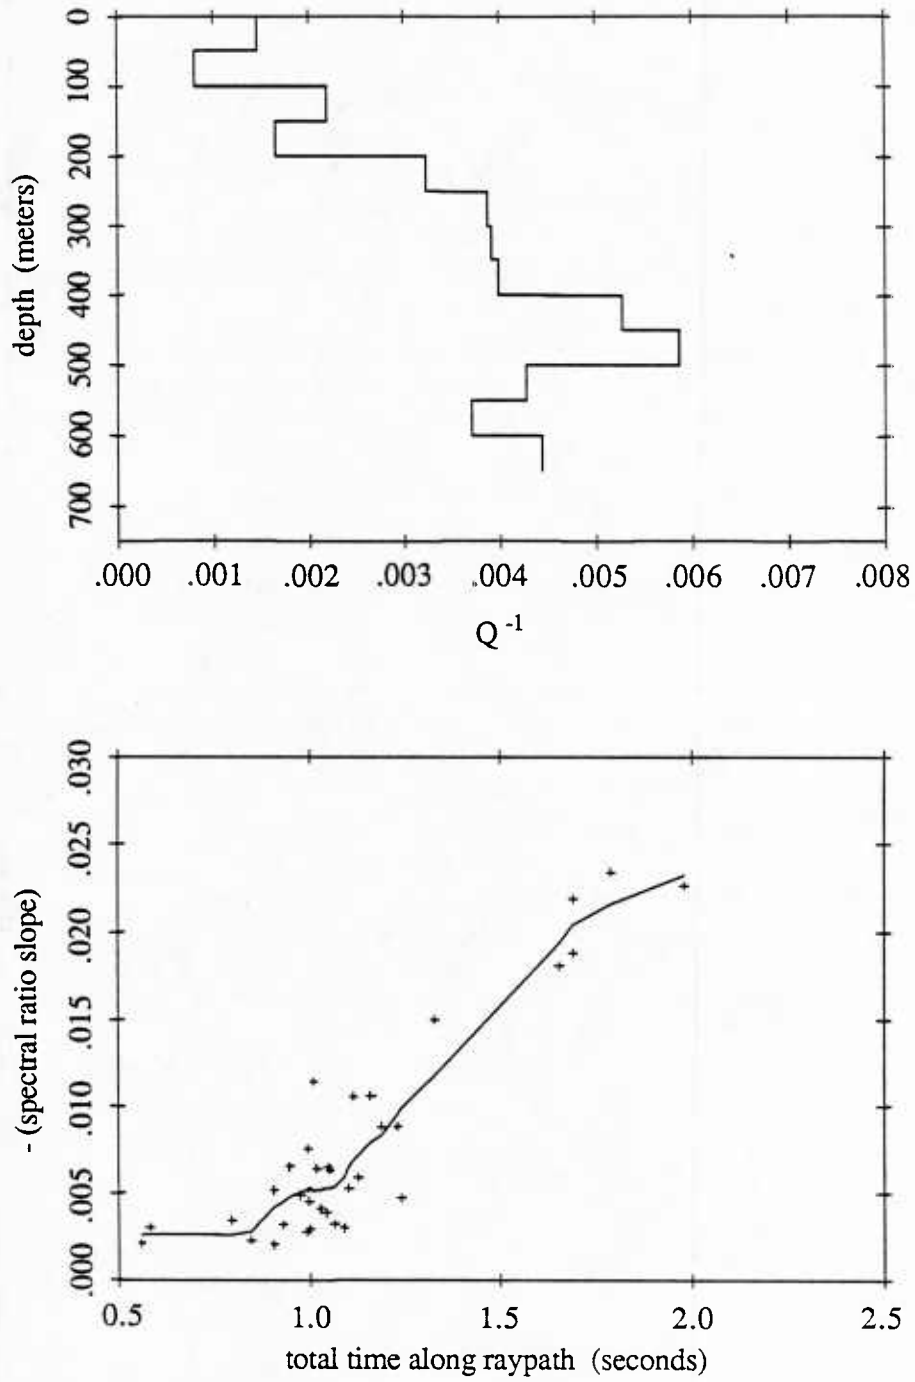 0
100
200
300
400
500
600
700
depth (meters)
.000 .001 .002 .003 .004 .005 .006 .007 .008
Q⁻¹
.030
.025
.020
.015
.010
.005
.000
- (spectral ratio slope)
0.5 1.0 1.5 2.0 2.5
total time along raypath (seconds)